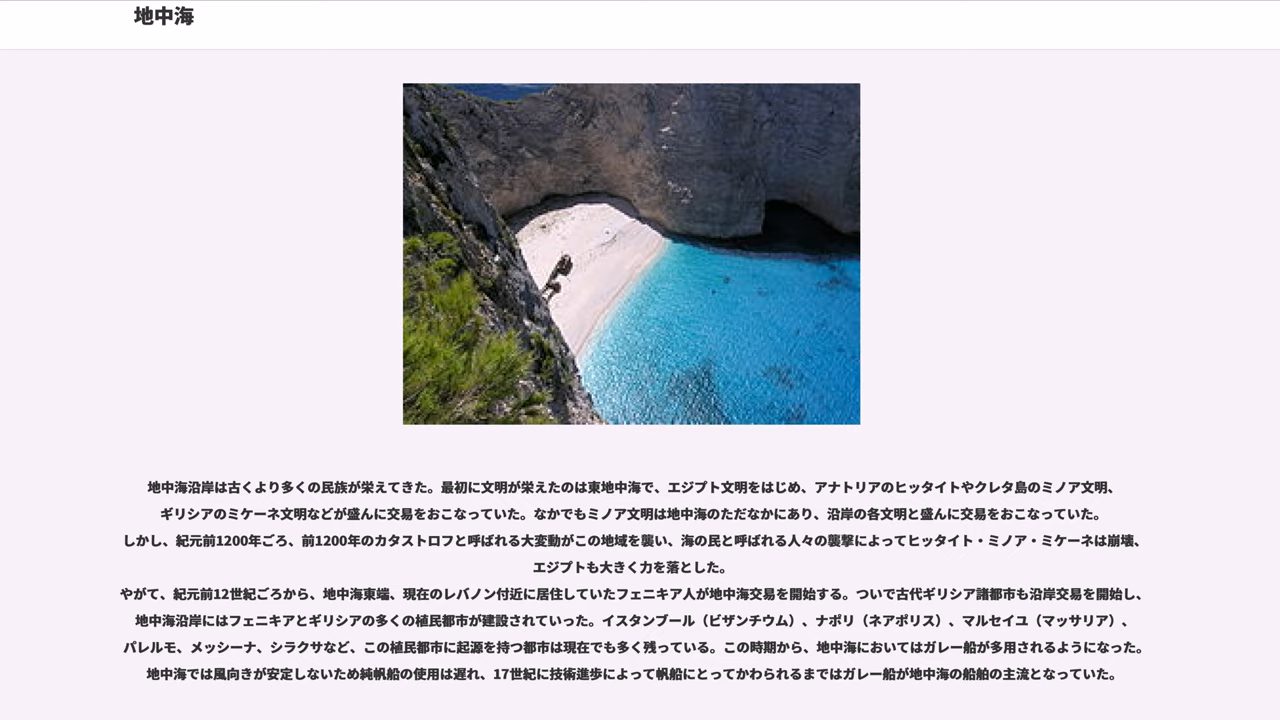 地中海
地中海沿岸は古くより多くの民族が栄えてきた。最初に文明が栄えたのは東地中海で、エジプト文明をはじめ、アナトリアのヒッタイトやクレタ島のミノア文明、
ギリシアのミケーネ文明などが盛んに交易をおこなっていた。なかでもミノア文明は地中海のただなかにあり、沿岸の各文明と盛んに交易をおこなっていた。
しかし、紀元前1200年ごろ、前1200年のカタストロフと呼ばれる大変動がこの地域を襲い、海の民と呼ばれる人々の襲撃によってヒッタイト・ミノア・ミケーネは崩壊、
エジプトも大きく力を落とした。
やがて、紀元前12世紀ごろから、地中海東端、現在のレバノン付近に居住していたフェニキア人が地中海交易を開始する。ついで古代ギリシア諸都市も沿岸交易を開始し、
地中海沿岸にはフェニキアとギリシアの多くの植民都市が建設されていった。イスタンブール（ビザンチウム）、ナポリ（ネアポリス）、マルセイユ（マッサリア）、
パレルモ、メッシーナ、シラクサなど、この植民都市に起源を持つ都市は現在でも多く残っている。この時期から、地中海においてはガレー船が多用されるようになった。
地中海では風向きが安定しないため純帆船の使用は遅れ、17世紀に技術進歩によって帆船にとってかわられるまではガレー船が地中海の船舶の主流となっていた。